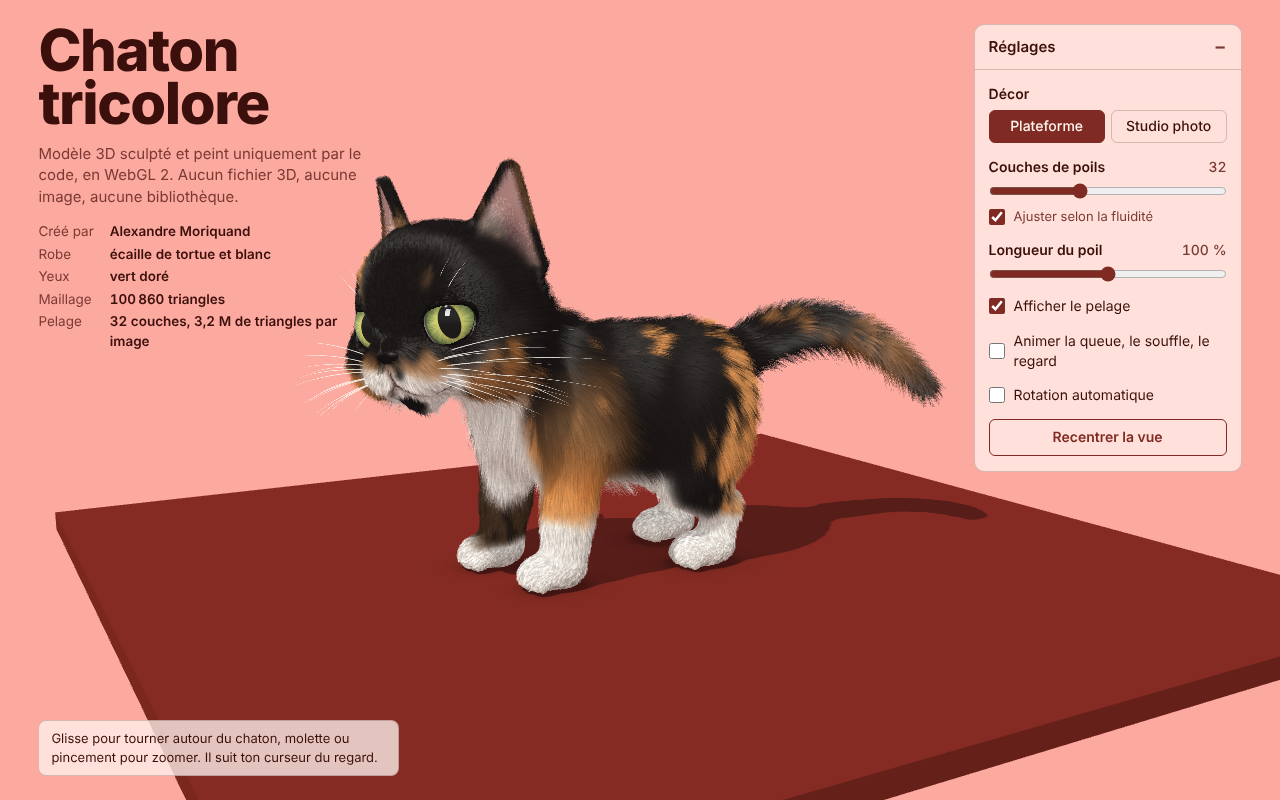 Chaton
tricolore
Modèle 3D sculpté et peint uniquement par le
code, en WebGL 2. Aucun fichier 3D, aucune
image, aucune bibliothèque.
Créé par Alexandre Moriquand
Robe écaille de tortue et blanc
Yeux vert doré
Maillage 100 860 triangles
Pelage 32 couches, 3,2 M de triangles par
image
Réglages −
Décor
Plateforme Studio photo
Couches de poils 32
Ajuster selon la fluidité
Longueur du poil 100 %
Afficher le pelage
Animer la queue, le souffle, le
regard
Rotation automatique
Recentrer la vue
Glisse pour tourner autour du chaton, molette ou
pincement pour zoomer. Il suit ton curseur du regard.